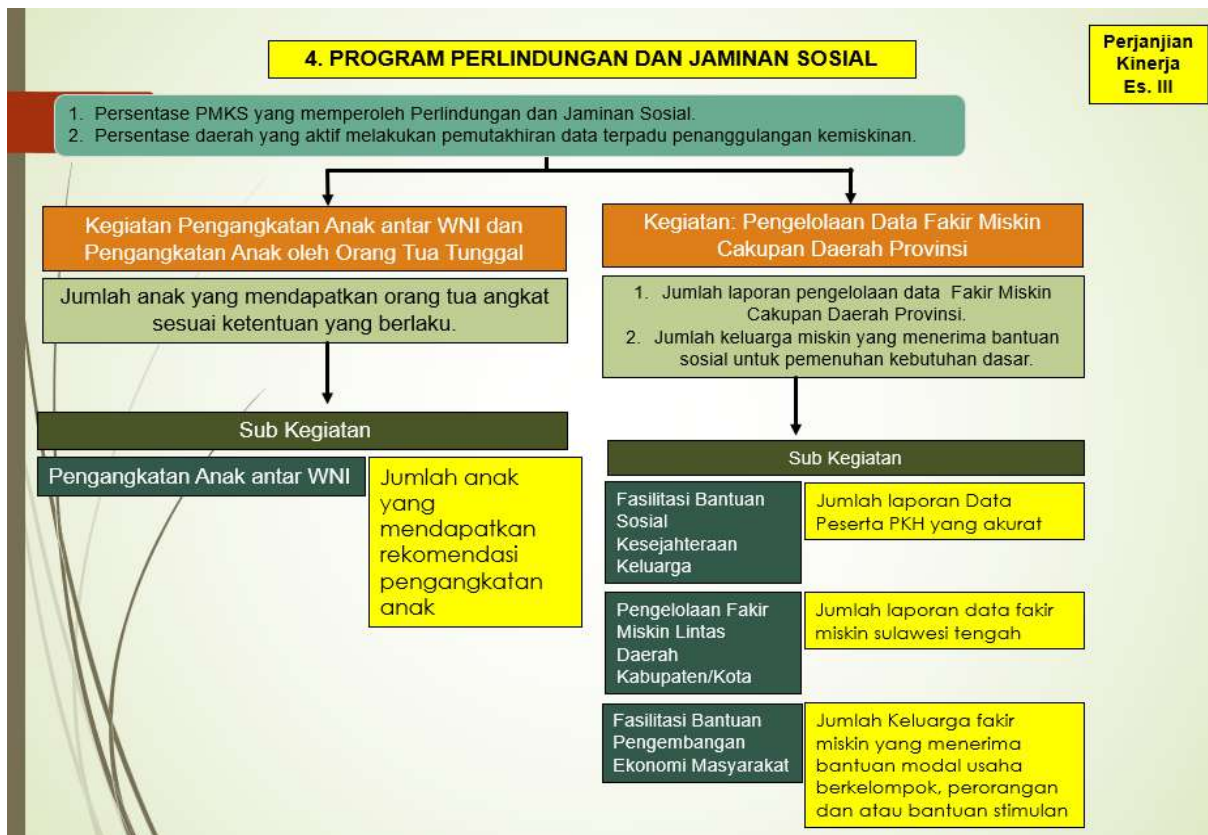 4. PROGRAM PERLINDUNGAN DAN JAMINAN SOSIAL
Perjanjian
Kinerja
Es. III
1. Persentase PMKS yang memperoleh Perlindungan dan Jaminan Sosial.
2. Persentase daerah yang aktif melakukan pemutakhiran data terpadu penanggulangan kemiskinan.
Kegiatan Pengangkatan Anak antar WNI dan
Pengangkatan Anak oleh Orang Tua Tunggal
Jumlah anak yang mendapatkan orang tua angkat
sesuai ketentuan yang berlaku.
Sub Kegiatan
Pengangkatan Anak antar WNI
Jumlah anak
yang
mendapatkan
rekomendasi
pengangkatan
anak
Kegiatan: Pengelolaan Data Fakir Miskin
Cakupan Daerah Provinsi
1. Jumlah laporan pengelolaan data Fakir Miskin
Cakupan Daerah Provinsi.
2. Jumlah keluarga miskin yang menerima bantuan
sosial untuk pemenuhan kebutuhan dasar.
Sub Kegiatan
Fasilitasi Bantuan
Sosial
Kesejahteraan
Keluarga
Jumlah laporan Data
Peserta PKH yang akurat
Pengelolaan Fakir
Miskin Lintas
Daerah
Kabupaten/Kota
Jumlah laporan data fakir
miskin sulawesi tengah
Fasilitasi Bantuan
Pengembangan
Ekonomi Masyarakat
Jumlah Keluarga fakir
miskin yang menerima
bantuan modal usaha
berkelompok, perorangan
dan atau bantuan stimulan